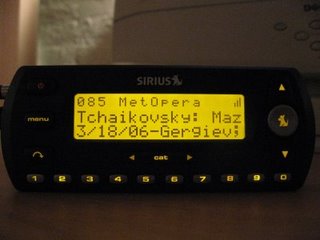 SIRIUS
085 MetOpera
menu
Tchaikovsky: Maz
3/18/06-Gergiev;
cat
1 2 3 4 5 6 7 8 9 0